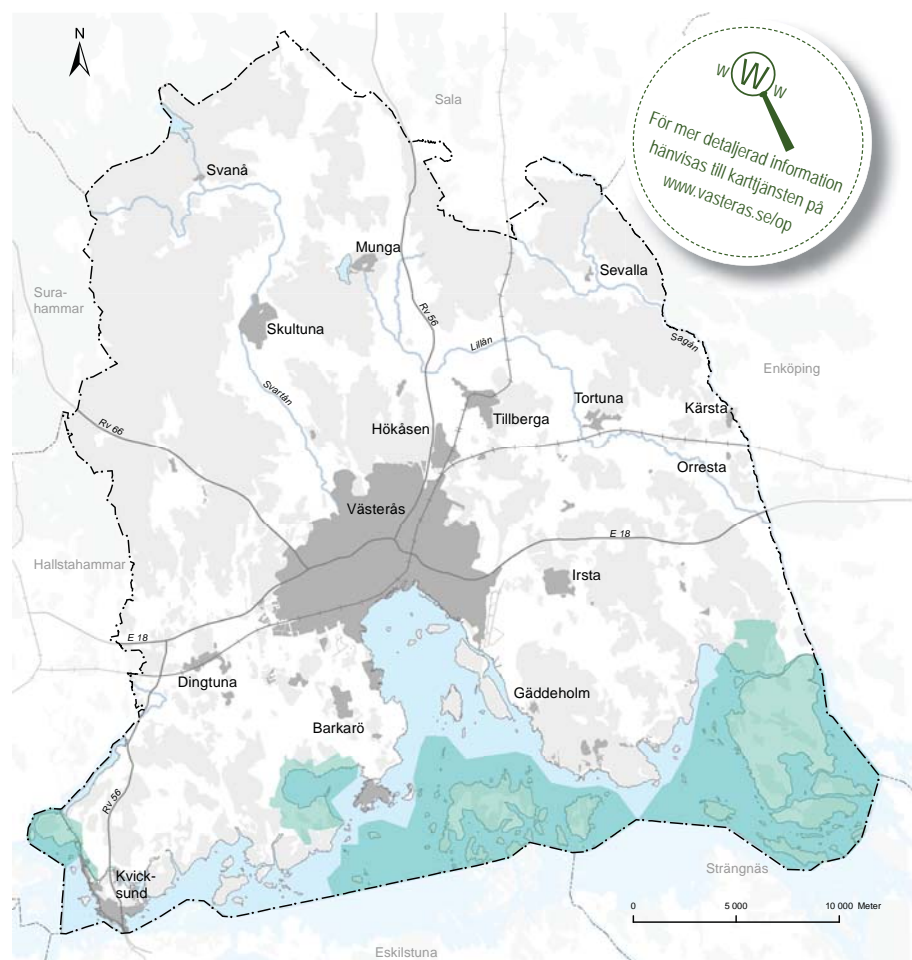 N
Sala
W W W
För mer detaljerad information
hänvisas till karttjänsten på
www.vasteras.se/op
Svanå
Munga
Sevalla
Sura-
hammar
Rv 56
Skultuna
Lillån
Sagån
Enköping
Svartån
Tortuna
Kärsta
Rv 66
Hökåsen
Tillberga
Orresta
Västerås
E 18
Hallstahammar
Irsta
E 18
Dingtuna
Gäddeholm
Barkarö
Rv 56
Kvick-
sund
Strängnäs
0 5 000 10 000 Meter
Eskilstuna